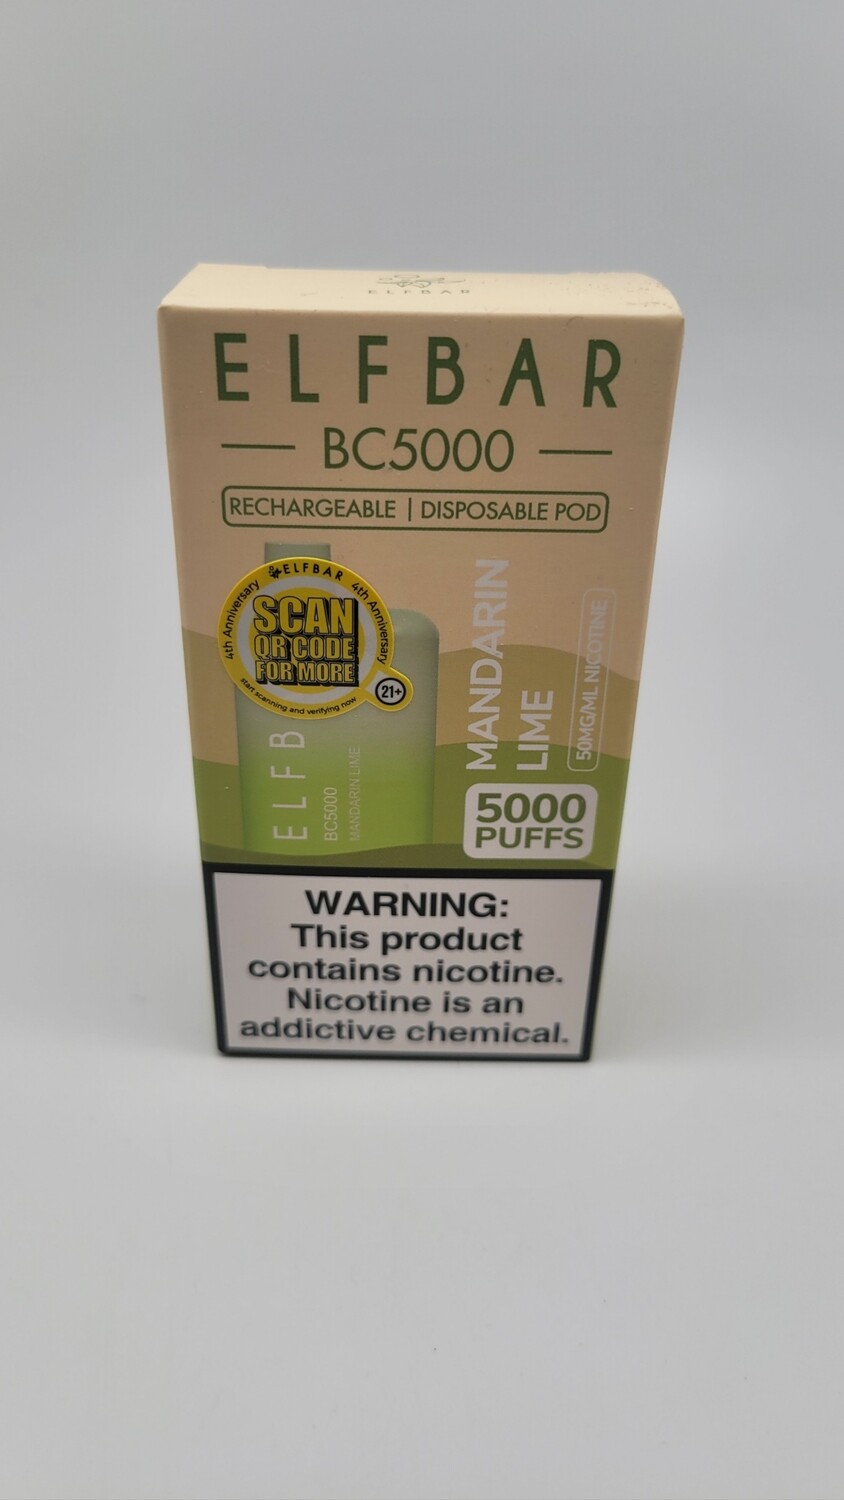 ELFBAR
ELFBAR
BC5000
RECHARGEABLE | DISPOSABLE POD
ELFBAR
4th Anniversary
4th Anniversary
SCAN
QR CODE
FOR MORE
start scanning and verifying now
21+
ELFB
BC5000
MANDARIN LIME
MANDARIN
LIME
50MG/ML NICOTINE
5000
PUFFS
WARNING:
This product
contains nicotine.
Nicotine is an
addictive chemical.